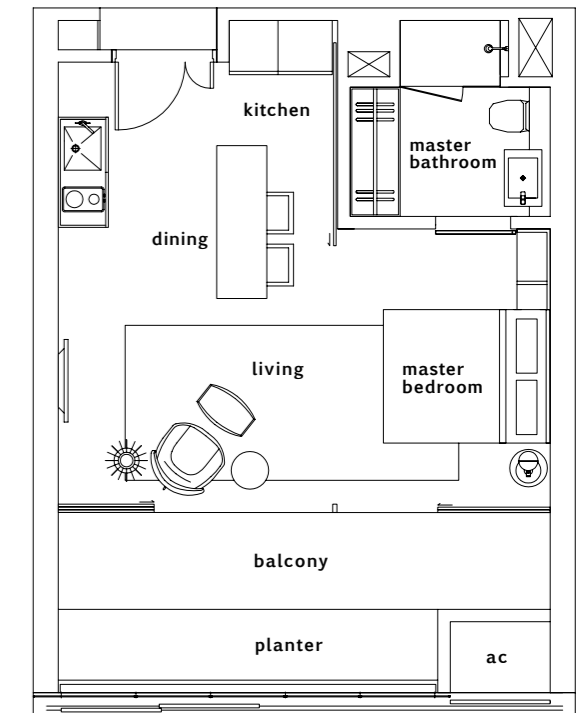 kitchen
master
bathroom
dining
living
master
bedroom
balcony
planter
ac